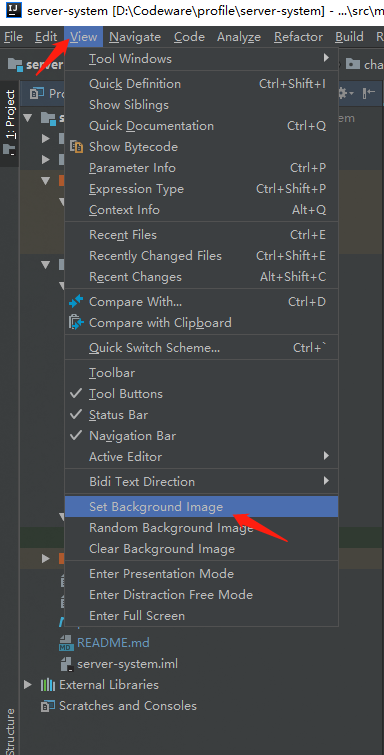 server-system [D:\Codeware\profile\server-system] - ...\src\m
File Edit View Navigate Code Analyze Refactor Build
server
cha
1: Project
Pro
Tool Windows
Quick Definition Ctrl+Shift+I
Show Siblings
Quick Documentation Ctrl+Q
Show Bytecode
Parameter Info Ctrl+P
Expression Type Ctrl+Shift+P
Context Info Alt+Q
Recent Files Ctrl+E
Recently Changed Files Ctrl+Shift+E
Recent Changes Alt+Shift+C
Compare With... Ctrl+D
Compare with Clipboard
Quick Switch Scheme... Ctrl+`
Toolbar
Tool Buttons
Status Bar
Navigation Bar
Active Editor
Bidi Text Direction
Set Background Image
Random Background Image
Clear Background Image
Enter Presentation Mode
Enter Distraction Free Mode
Enter Full Screen
README.md
server-system.iml
External Libraries
Scratches and Consoles
Structure